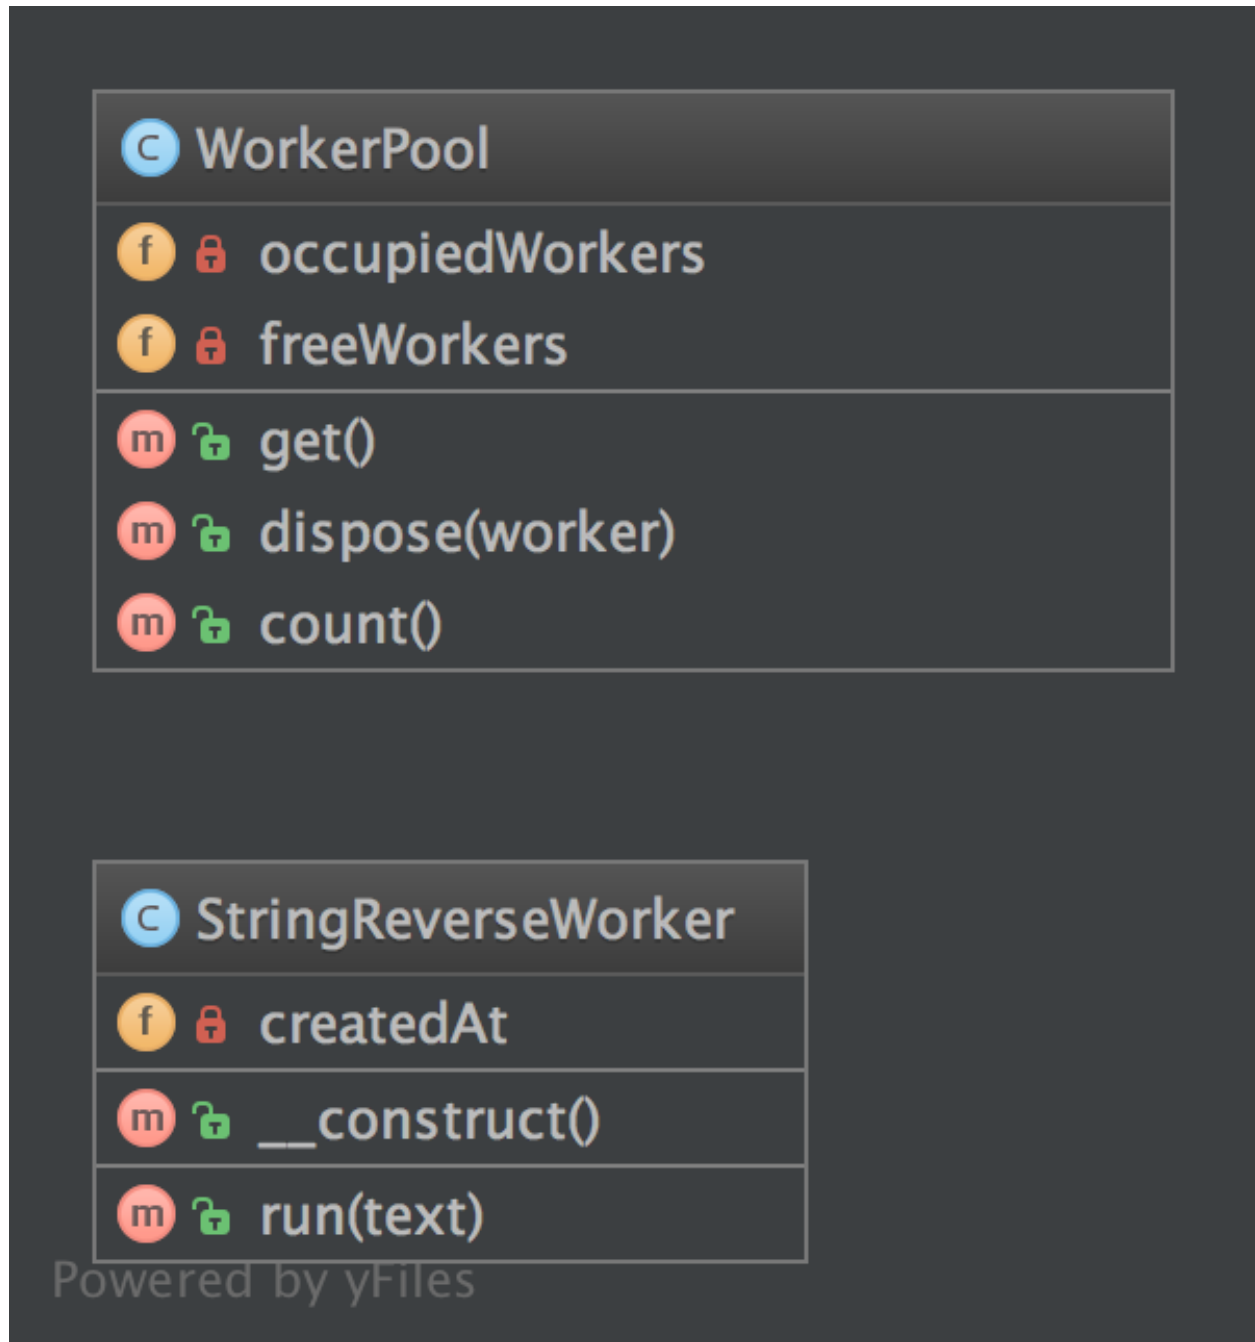 C WorkerPool
f occupiedWorkers
f freeWorkers
m get()
m dispose(worker)
m count()
C StringReverseWorker
f createdAt
m __construct()
m run(text)
Powered by yFiles